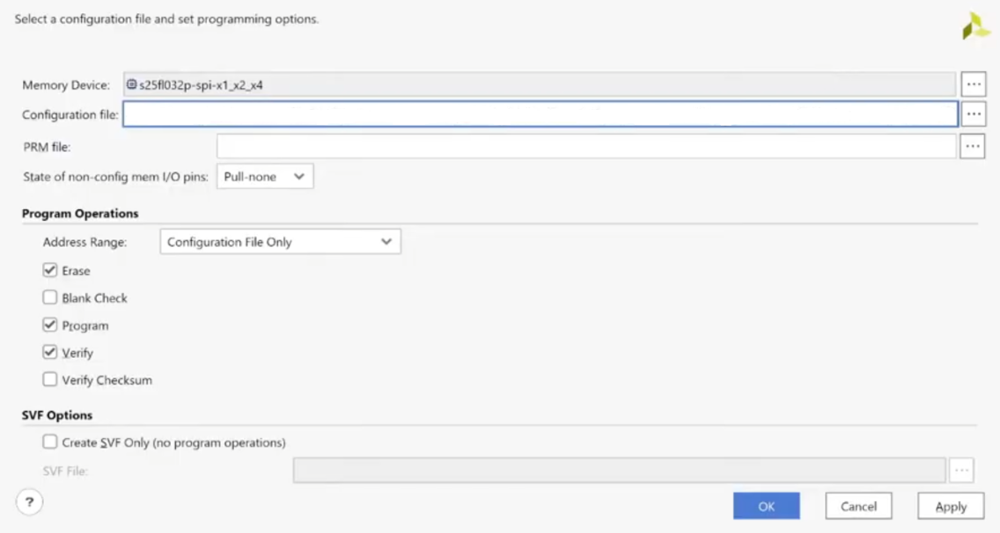 Select a configuration file and set programming options.
Memory Device: s25fl032p-spi-x1_x2_x4 ...
Configuration file: ...
PRM file: ...
State of non-config mem I/O pins: Pull-none
Program Operations
Address Range: Configuration File Only
Erase
Blank Check
Program
Verify
Verify Checksum
SVF Options
Create SVF Only (no program operations)
SVF File: ...
? OK Cancel Apply